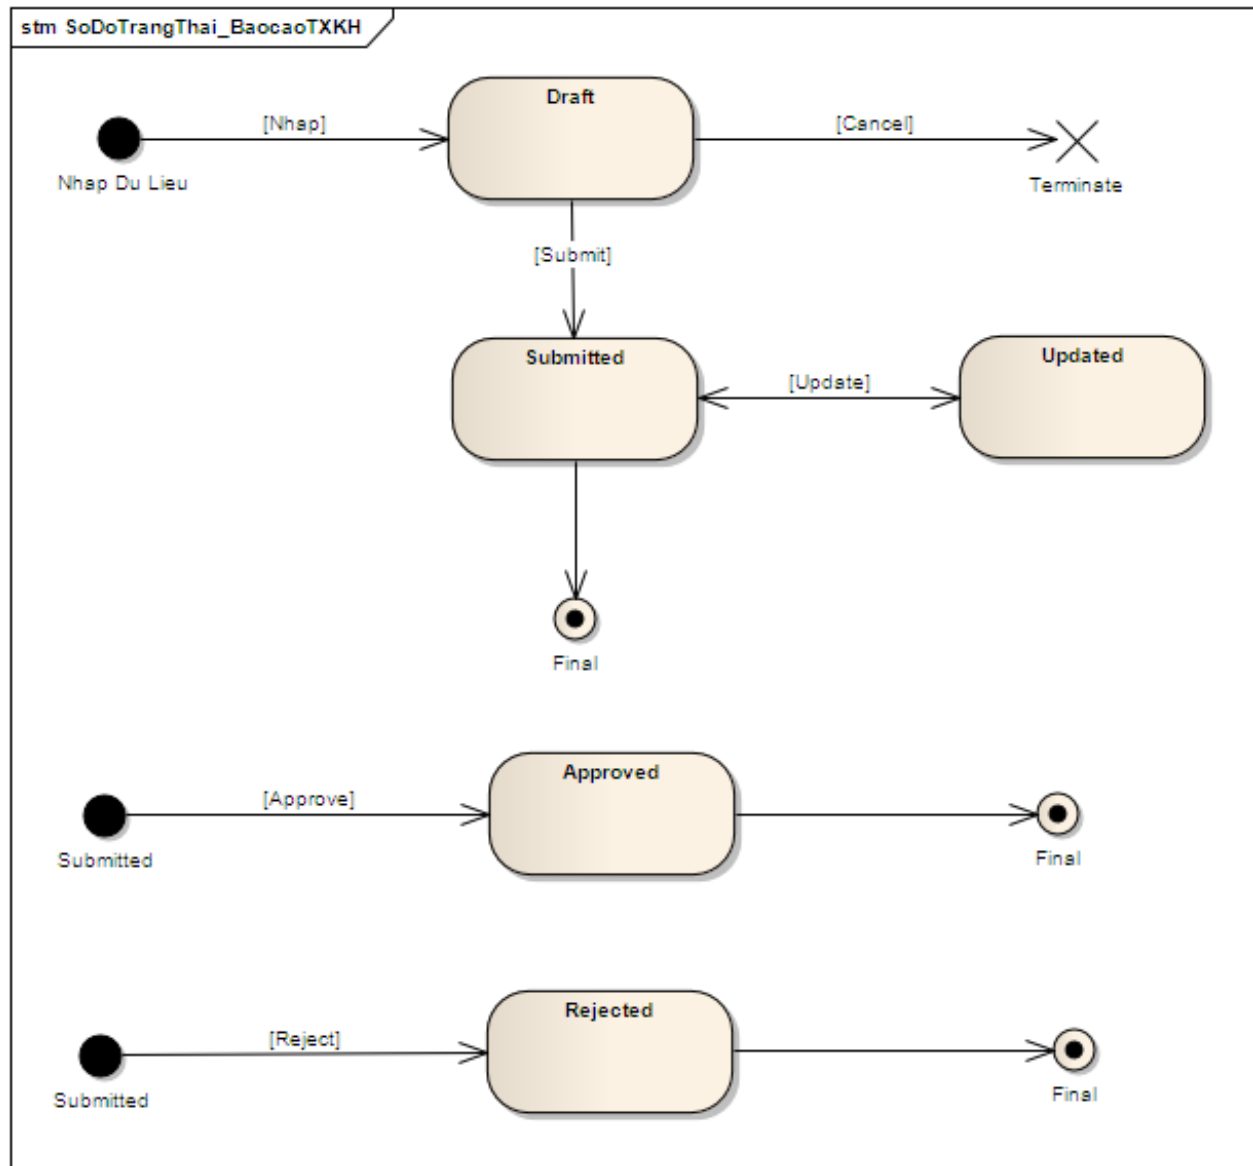 stm SoDoTrangThai_BaocaoTXKH
Draft
[Nhap]
[Cancel]
Nhap Du Lieu
Terminate
[Submit]
Submitted
Updated
[Update]
Final
Approved
[Approve]
Submitted
Final
Rejected
[Reject]
Submitted
Final